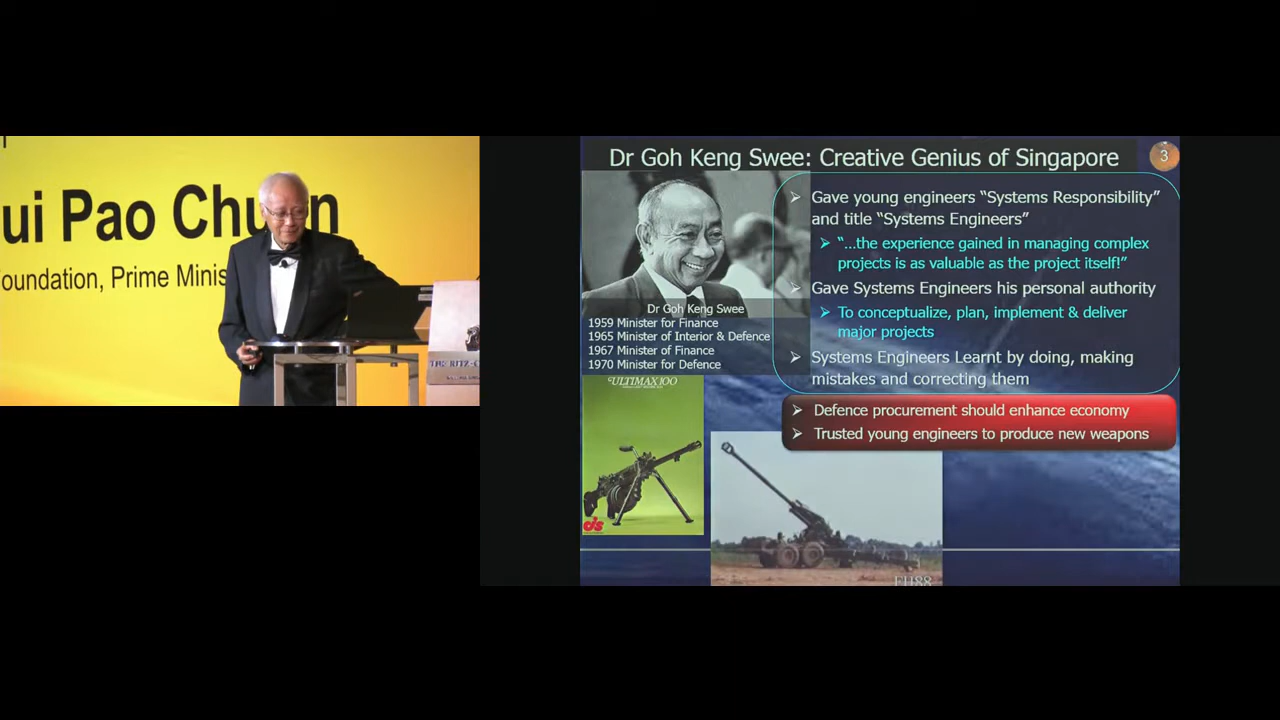 ui Pao Chu n
oundation, Prime Minis
THE RITZ-C
Dr Goh Keng Swee: Creative Genius of Singapore
3
Gave young engineers “Systems Responsibility”
and title “Systems Engineers”
“...the experience gained in managing complex
projects is as valuable as the project itself!”
Gave Systems Engineers his personal authority
To conceptualize, plan, implement & deliver
major projects
Systems Engineers Learnt by doing, making
mistakes and correcting them
Dr Goh Keng Swee
1959 Minister for Finance
1965 Minister of Interior & Defence
1967 Minister of Finance
1970 Minister for Defence
Defence procurement should enhance economy
Trusted young engineers to produce new weapons
ULTIMAX 100
FH88